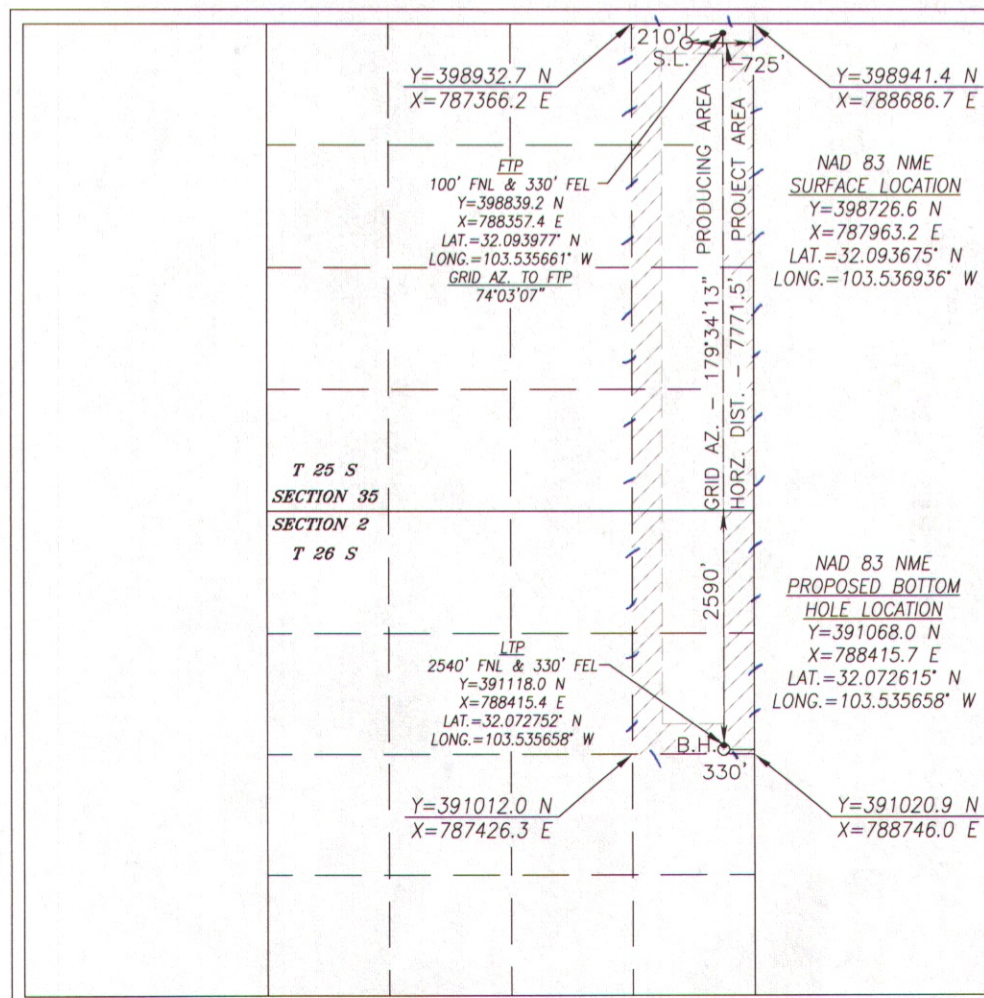 210'
S.L.
725'
Y=398932.7 N
X=787366.2 E
Y=398941.4 N
X=788686.7 E
FTP
100' FNL & 330' FEL
Y=398839.2 N
X=788357.4 E
LAT.=32.093977° N
LONG.=103.535661° W
GRID AZ. TO FTP
74°03'07"
GRID AZ. - 179°34'13" PRODUCING AREA
HORZ. DIST. - 7771.5' PROJECT AREA
NAD 83 NME
SURFACE LOCATION
Y=398726.6 N
X=787963.2 E
LAT.=32.093675° N
LONG.=103.536936° W
T 25 S
SECTION 35
SECTION 2
T 26 S
2590'
NAD 83 NME
PROPOSED BOTTOM
HOLE LOCATION
Y=391068.0 N
X=788415.7 E
LAT.=32.072615° N
LONG.=103.535658° W
LTP
2540' FNL & 330' FEL
Y=391118.0 N
X=788415.4 E
LAT.=32.072752° N
LONG.=103.535658° W
B.H.
330'
Y=391012.0 N
X=787426.3 E
Y=391020.9 N
X=788746.0 E